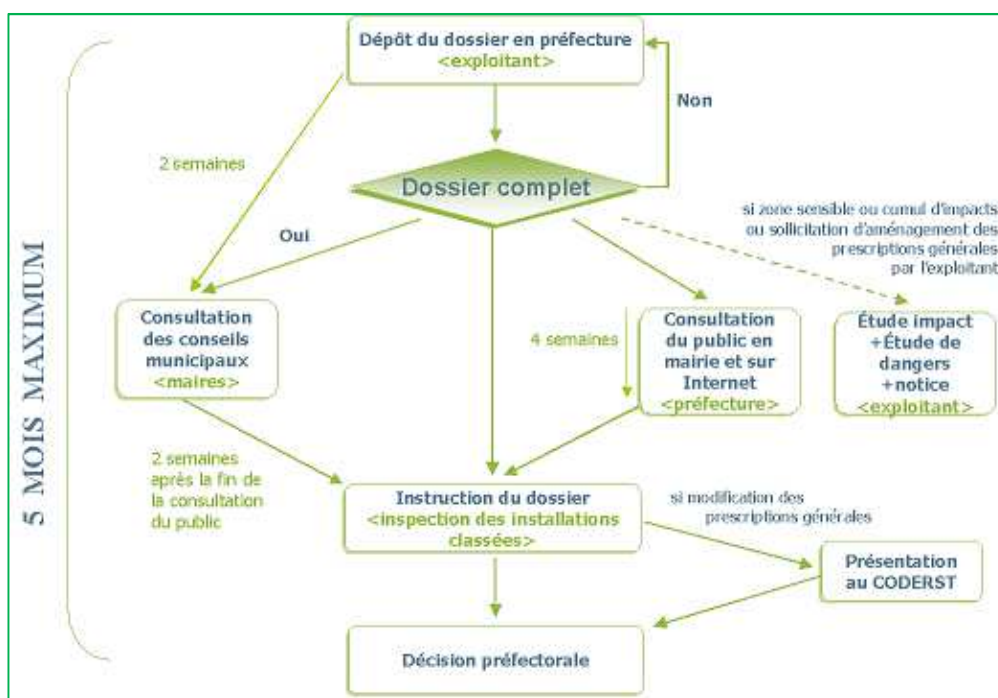 Dépôt du dossier en préfecture
<exploitant>
Non
2 semaines
Dossier complet
Oui
si zone sensible ou cumul d'impacts
ou sollicitation d'aménagement des
prescriptions générales
par l'exploitant
Consultation
des conseils
municipaux
<maires>
4 semaines
Consultation
du public en
mairie et sur
Internet
<préfecture>
Étude impact
+Étude de
dangers
+notice
<exploitant>
5 MOIS MAXIMUM
2 semaines
après la fin de
la consultation
du public
Instruction du dossier
<inspection des installations
classées>
si modification des
prescriptions générales
Présentation
au CODERST
Décision préfectorale